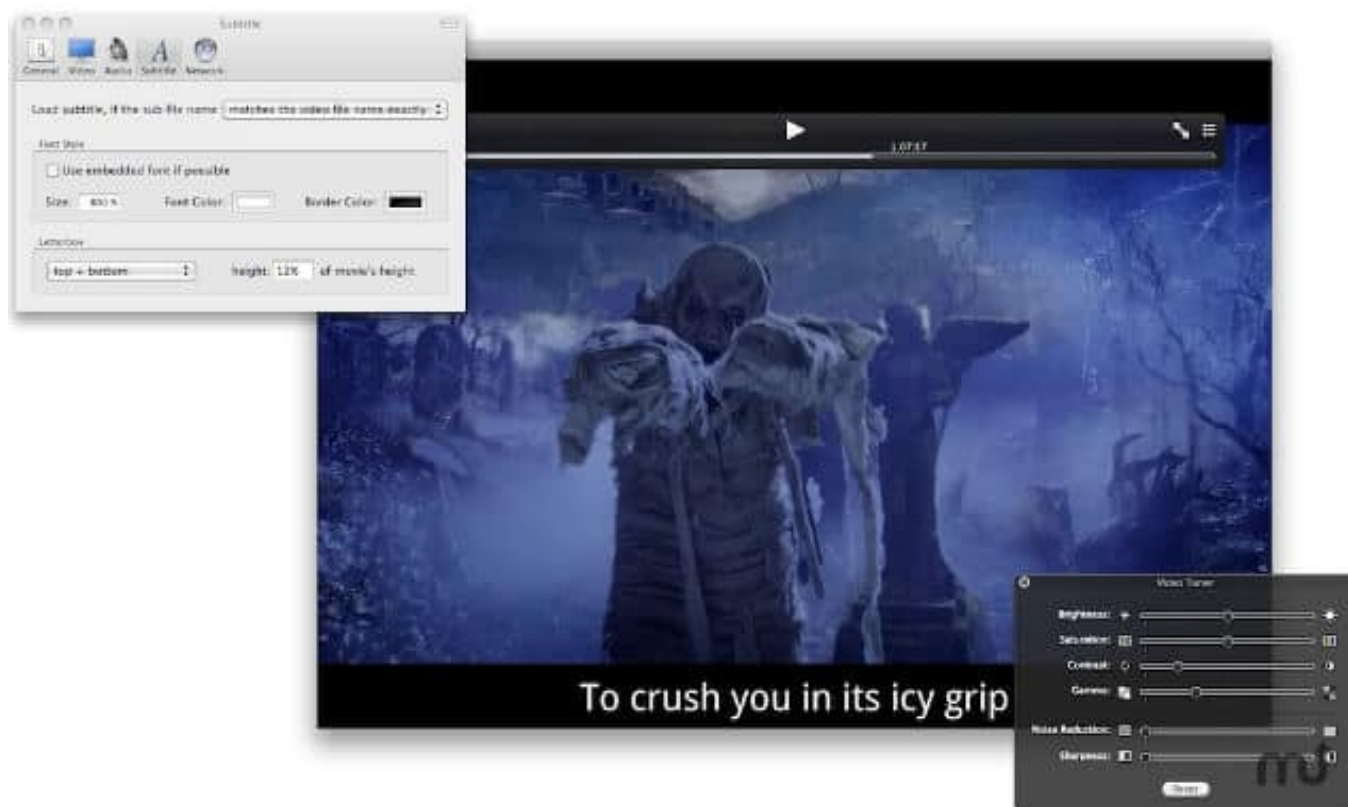 Subtitle
General Video Audio Subtitle Network
Load subtitle, if the sub file name matches the video file name exactly
Font Style
Use embedded font if possible
Size: Font Color: Border Color:
Letterbox
top + bottom height: 12% of movie's height
To crush you in its icy grip
Video Tuner
Brightness:
Saturation:
Contrast:
Gamma:
Noise Reduction:
Sharpness:
Reset
mu